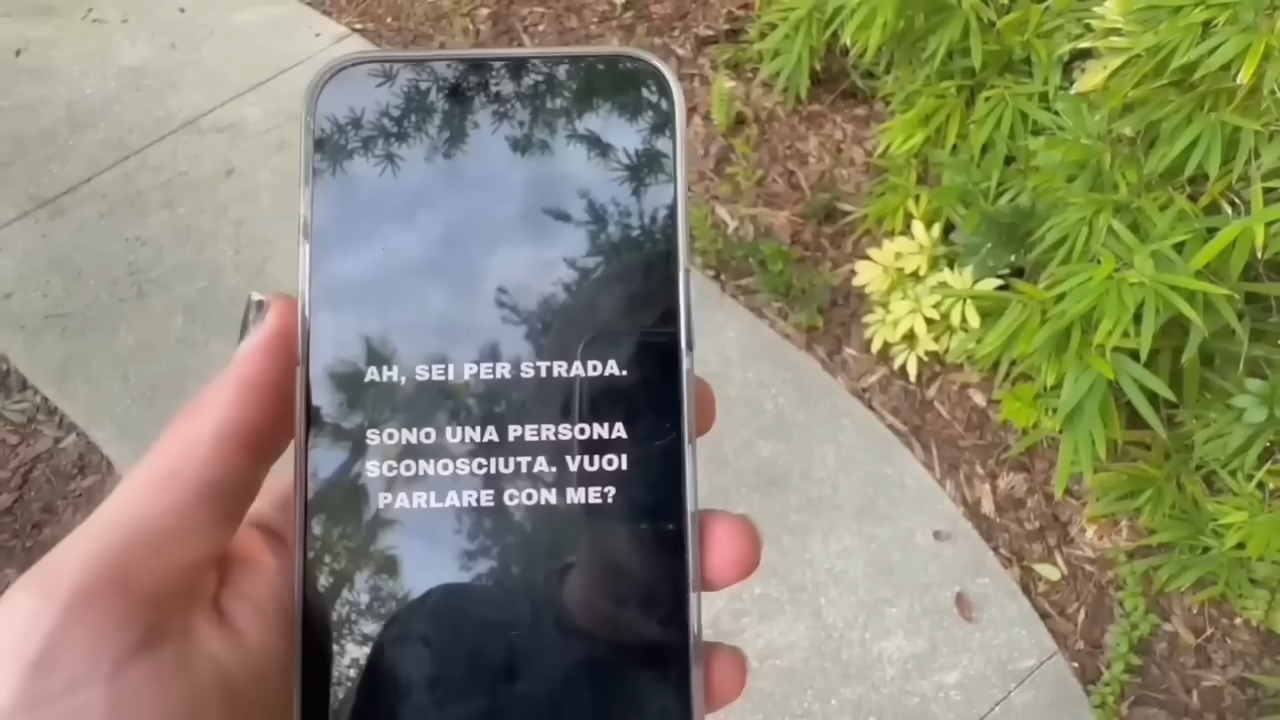 AH, SEI PER STRADA.
SONO UNA PERSONA
SCONOSCIUTA. VUOI
PARLARE CON ME?